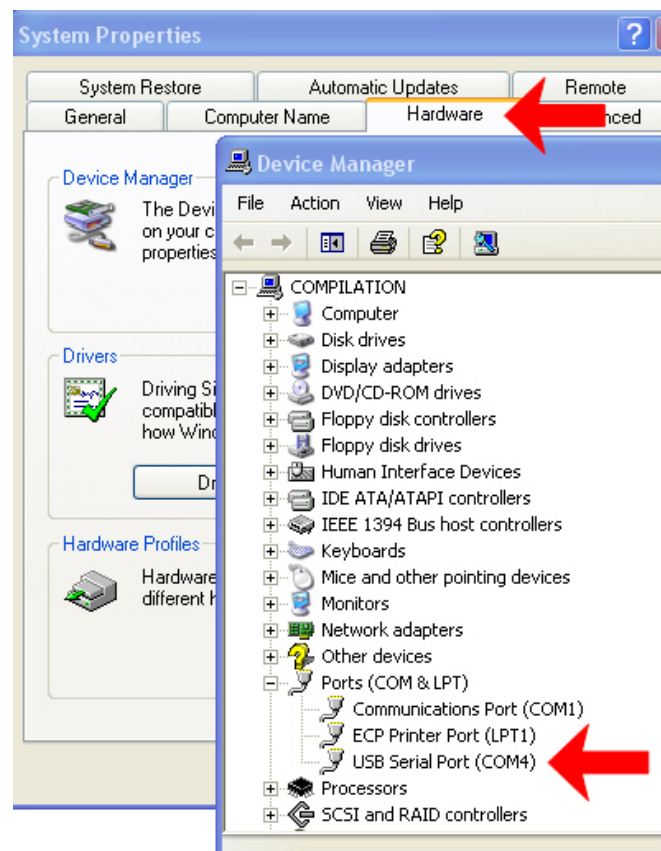 System Properties
?
System Restore
Automatic Updates
Remote
General
Computer Name
Hardware
nced
Device Manager
The Devi
on your c
properties
Drivers
Driving Si
compatibl
how Wind
Dr
Hardware Profiles
Hardware
different h
Device Manager
File Action View Help
COMPILATION
Computer
Disk drives
Display adapters
DVD/CD-ROM drives
Floppy disk controllers
Floppy disk drives
Human Interface Devices
IDE ATA/ATAPI controllers
IEEE 1394 Bus host controllers
Keyboards
Mice and other pointing devices
Monitors
Network adapters
Other devices
Ports (COM & LPT)
Communications Port (COM1)
ECP Printer Port (LPT1)
USB Serial Port (COM4)
Processors
SCSI and RAID controllers